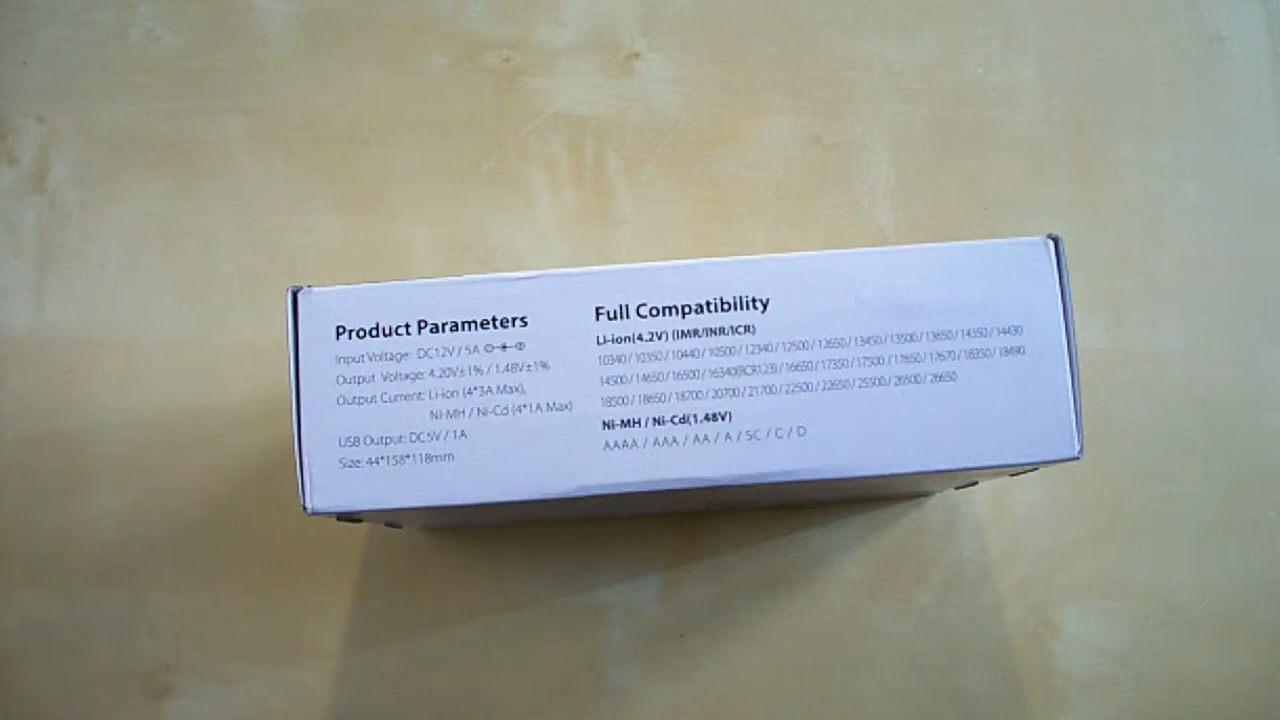 Product Parameters
Input Voltage: DC12V / 5A
Output Voltage: 4.20V±1% / 1.48V±1%
Output Current: Li-ion (4*3A Max),
Ni-MH / Ni-Cd (4*1A Max)
USB Output: DC5V / 1A
Size: 44*158*118mm
Full Compatibility
Li-ion(4.2V) (IMR/INR/ICR)
10340 / 10350 / 10440 / 10500 / 12340 / 12500 / 12650 / 13450 / 13500 / 13650 / 14350 / 14430
14500 / 14650 / 16500 / 16340(RCR123) / 16650 / 17350 / 17500 / 17650 / 17670 / 18350 / 18490
18500 / 18650 / 18700 / 20700 / 21700 / 22500 / 22650 / 25500 / 26500 / 26650
Ni-MH / Ni-Cd(1.48V)
AAAA / AAA / AA / A / SC / C / D